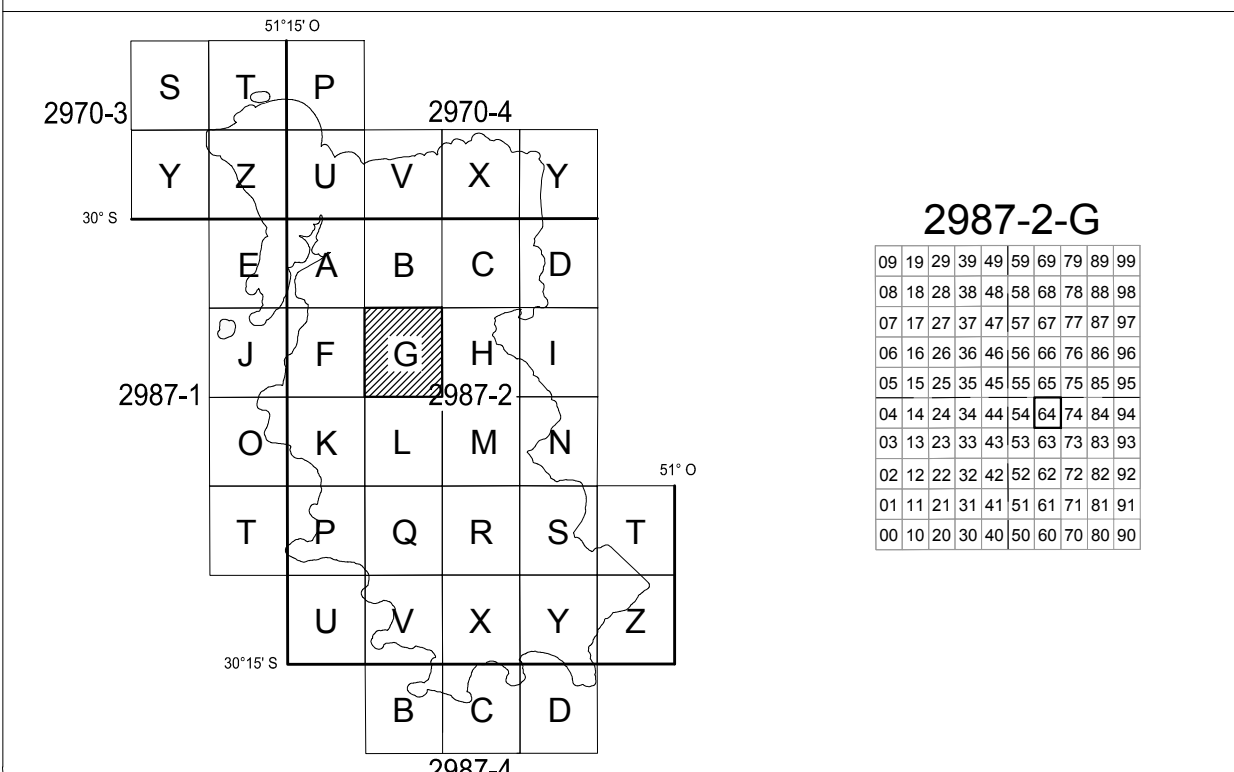 51°15' O
S T P
2970-3
2970-4
Y Z U V X Y
30° S
E A B C D
J F G H I
2987-1
2987-2
O K L M N
51° O
T P Q R S T
U V X Y Z
30°15' S
B C D
2987-4
2987-2-G
09 19 29 39 49 59 69 79 89 99
08 18 28 38 48 58 68 78 88 98
07 17 27 37 47 57 67 77 87 97
06 16 26 36 46 56 66 76 86 96
05 15 25 35 45 55 65 75 85 95
04 14 24 34 44 54 64 74 84 94
03 13 23 33 43 53 63 73 83 93
02 12 22 32 42 52 62 72 82 92
01 11 21 31 41 51 61 71 81 91
00 10 20 30 40 50 60 70 80 90